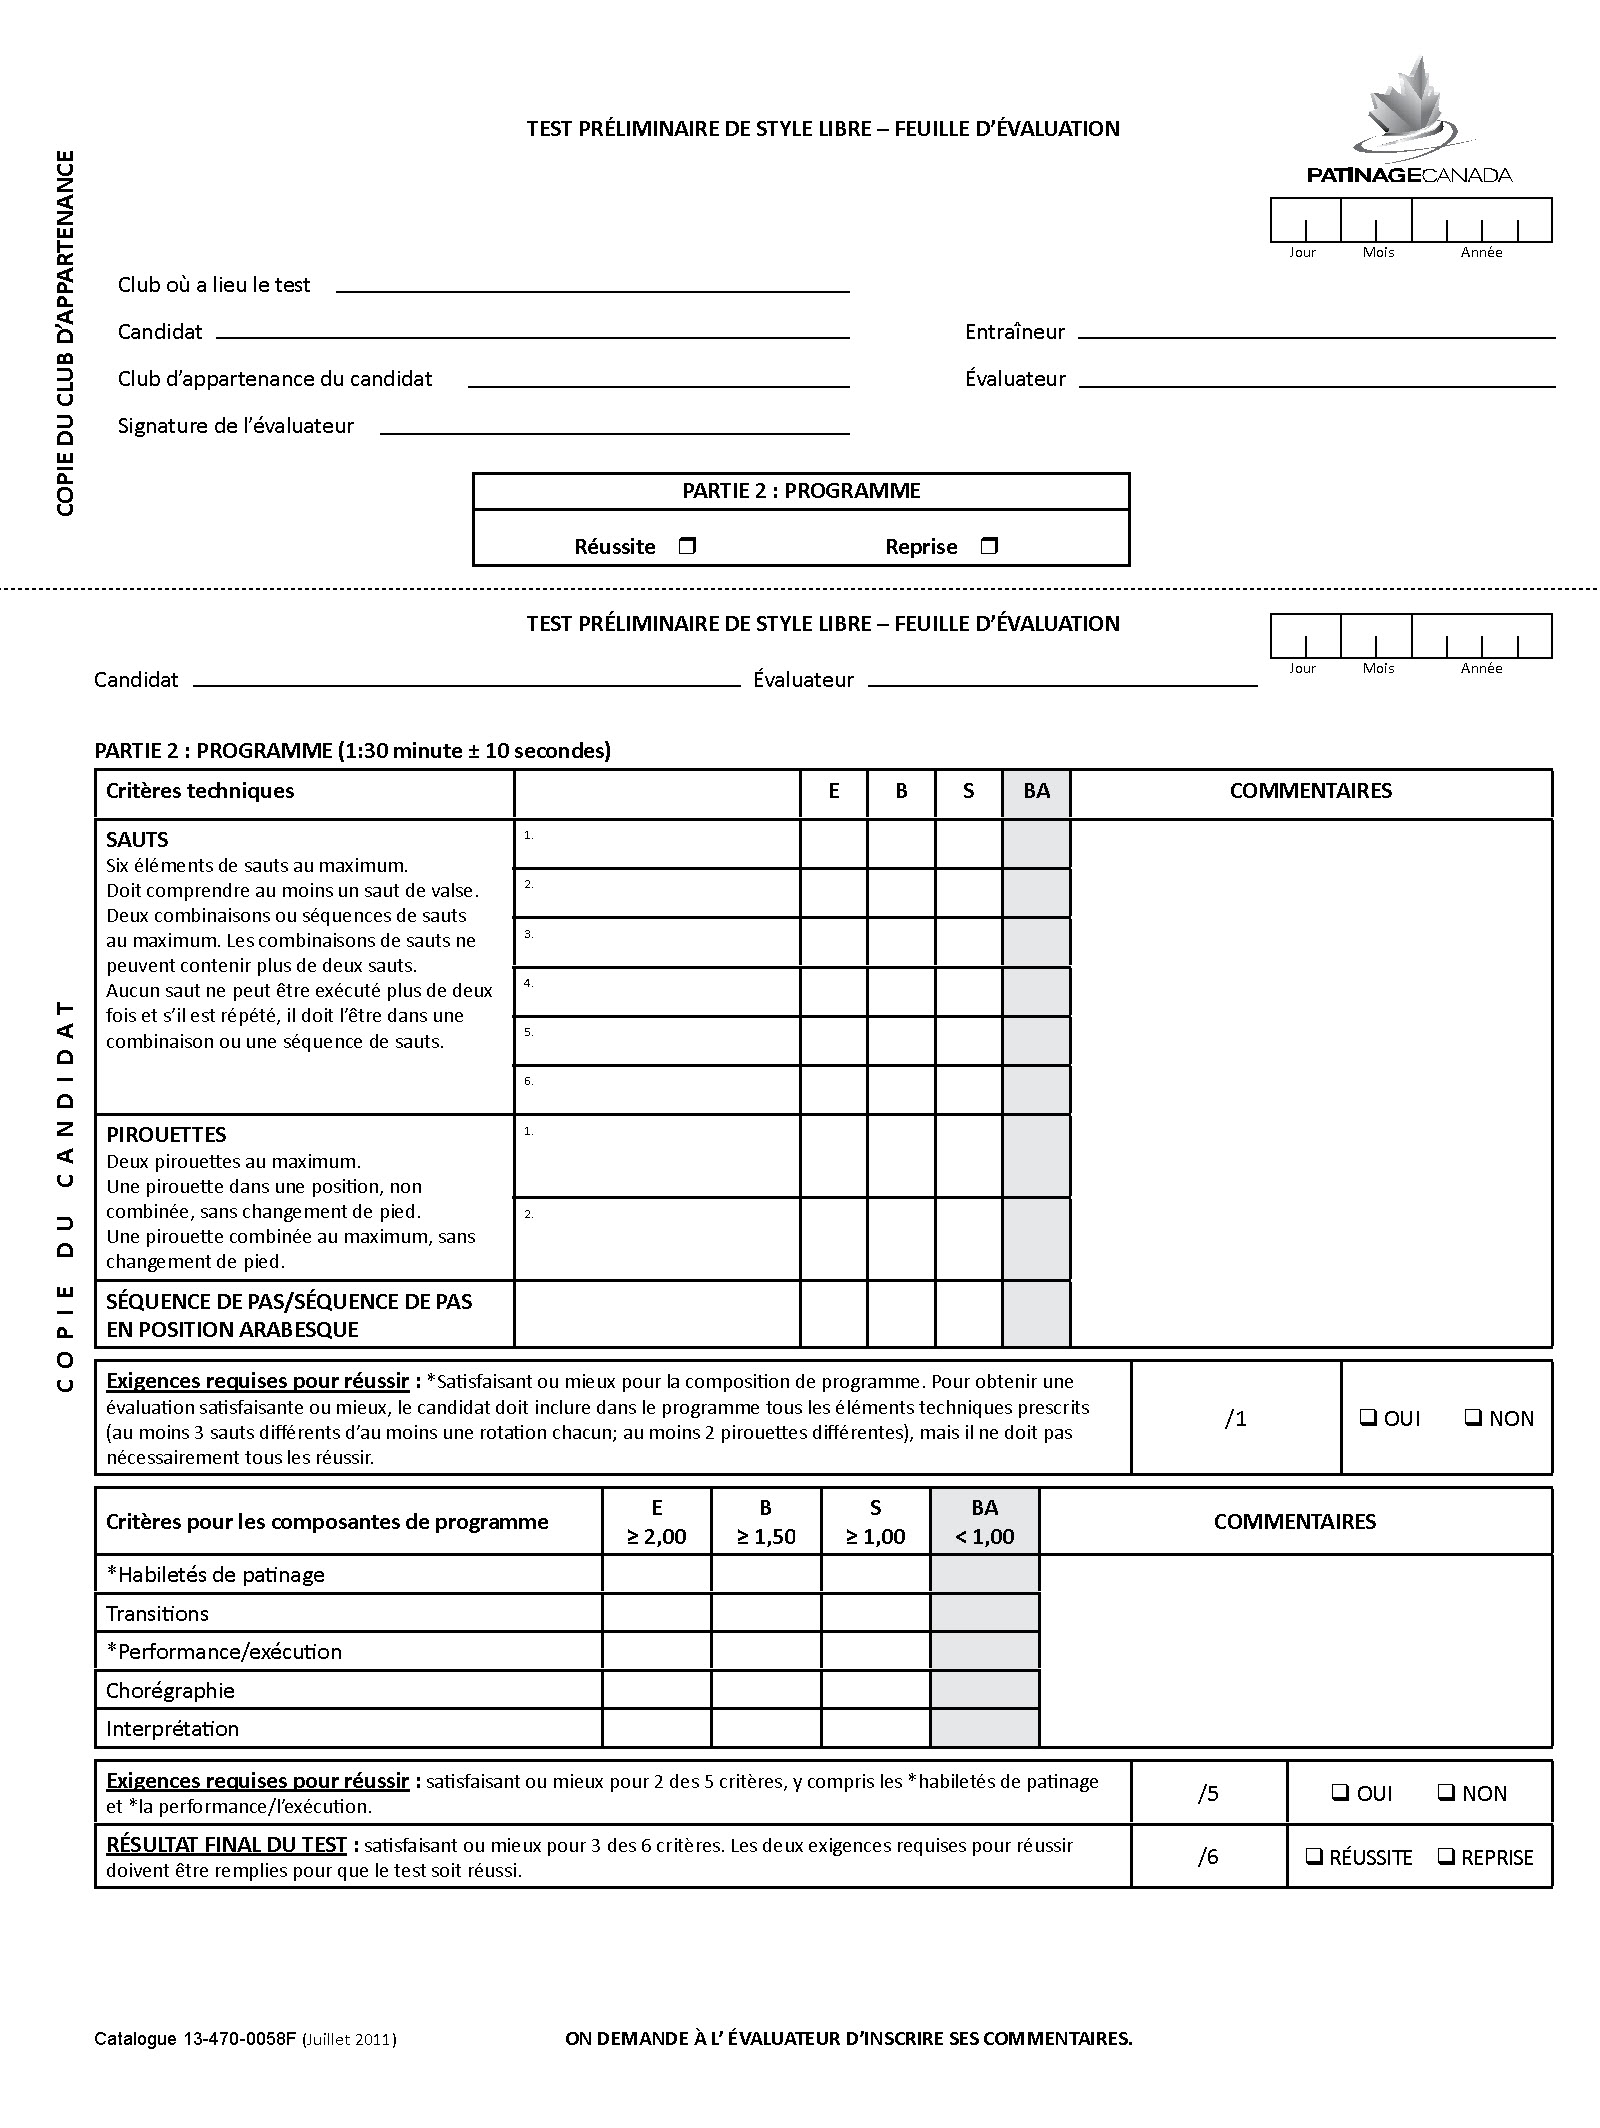 TEST PRÉLIMINAIRE DE STYLE LIBRE – FEUILLE D’ÉVALUATION
PATINAGECANADA
COPIE DU CLUB D’APPARTENANCE
Jour Mois Année
Club où a lieu le test
Candidat Entraîneur
Club d’appartenance du candidat Évaluateur
Signature de l’évaluateur
PARTIE 2 : PROGRAMME
Réussite ❒ Reprise ❒
TEST PRÉLIMINAIRE DE STYLE LIBRE – FEUILLE D’ÉVALUATION
Jour Mois Année
Candidat Évaluateur
COPIE DU CANDIDAT
PARTIE 2 : PROGRAMME (1:30 minute ± 10 secondes)
Critères techniques E B S BA COMMENTAIRES
SAUTS
Six éléments de sauts au maximum.
Doit comprendre au moins un saut de valse.
Deux combinaisons ou séquences de sauts
au maximum. Les combinaisons de sauts ne
peuvent contenir plus de deux sauts.
Aucun saut ne peut être exécuté plus de deux
fois et s’il est répété, il doit l’être dans une
combinaison ou une séquence de sauts.
1.
2.
3.
4.
5.
6.
PIROUETTES
Deux pirouettes au maximum.
Une pirouette dans une position, non
combinée, sans changement de pied.
Une pirouette combinée au maximum, sans
changement de pied.
1.
2.
SÉQUENCE DE PAS/SÉQUENCE DE PAS
EN POSITION ARABESQUE
Exigences requises pour réussir : *Satisfaisant ou mieux pour la composition de programme. Pour obtenir une
évaluation satisfaisante ou mieux, le candidat doit inclure dans le programme tous les éléments techniques prescrits
(au moins 3 sauts différents d’au moins une rotation chacun; au moins 2 pirouettes différentes), mais il ne doit pas
nécessairement tous les réussir.
/1 ❑ OUI ❑ NON
Critères pour les composantes de programme E B S BA COMMENTAIRES
≥ 2,00 ≥ 1,50 ≥ 1,00 < 1,00
*Habiletés de patinage
Transitions
*Performance/exécution
Chorégraphie
Interprétation
Exigences requises pour réussir : satisfaisant ou mieux pour 2 des 5 critères, y compris les *habiletés de patinage
et *la performance/l’exécution.
/5 ❑ OUI ❑ NON
RÉSULTAT FINAL DU TEST : satisfaisant ou mieux pour 3 des 6 critères. Les deux exigences requises pour réussir
doivent être remplies pour que le test soit réussi.
/6 ❑ RÉUSSITE ❑ REPRISE
Catalogue 13-470-0058F (Juillet 2011) ON DEMANDE À L’ ÉVALUATEUR D’INSCRIRE SES COMMENTAIRES.